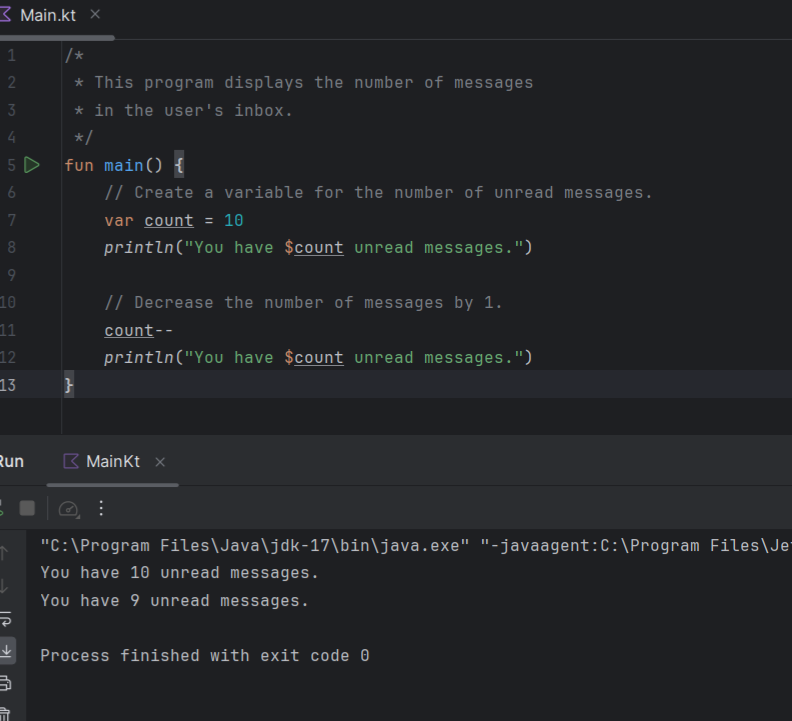 Main.kt
1 /*
2  * This program displays the number of messages
3  * in the user's inbox.
4  */
5 fun main() {
6     // Create a variable for the number of unread messages.
7     var count = 10
8     println("You have $count unread messages.")
9
10     // Decrease the number of messages by 1.
11     count--
12     println("You have $count unread messages.")
13 }
Run MainKt
"C:\Program Files\Java\jdk-17\bin\java.exe" "-javaagent:C:\Program Files\Jet
You have 10 unread messages.
You have 9 unread messages.
Process finished with exit code 0